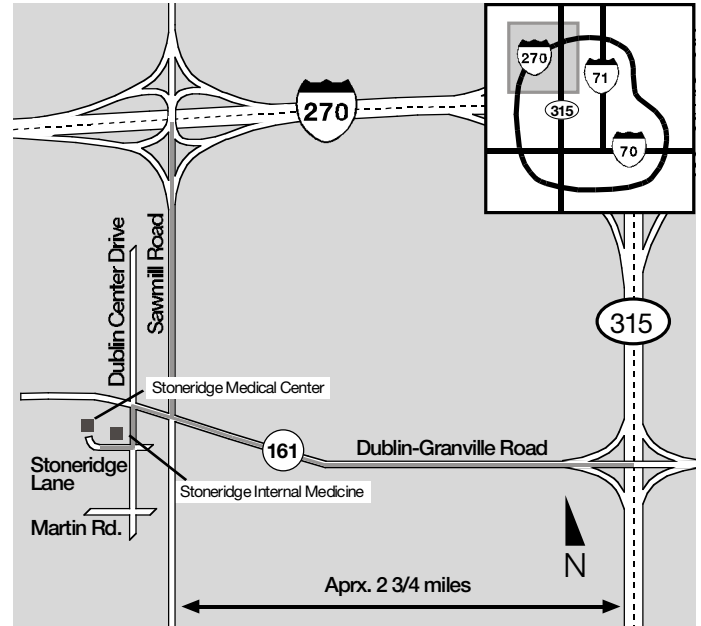 270
71
315
70
270
Dublin Center Drive
Sawmill Road
315
Stoneridge Medical Center
161
Dublin-Granville Road
Stoneridge
Lane
Stoneridge Internal Medicine
Martin Rd.
N
Aprx. 2 3/4 miles